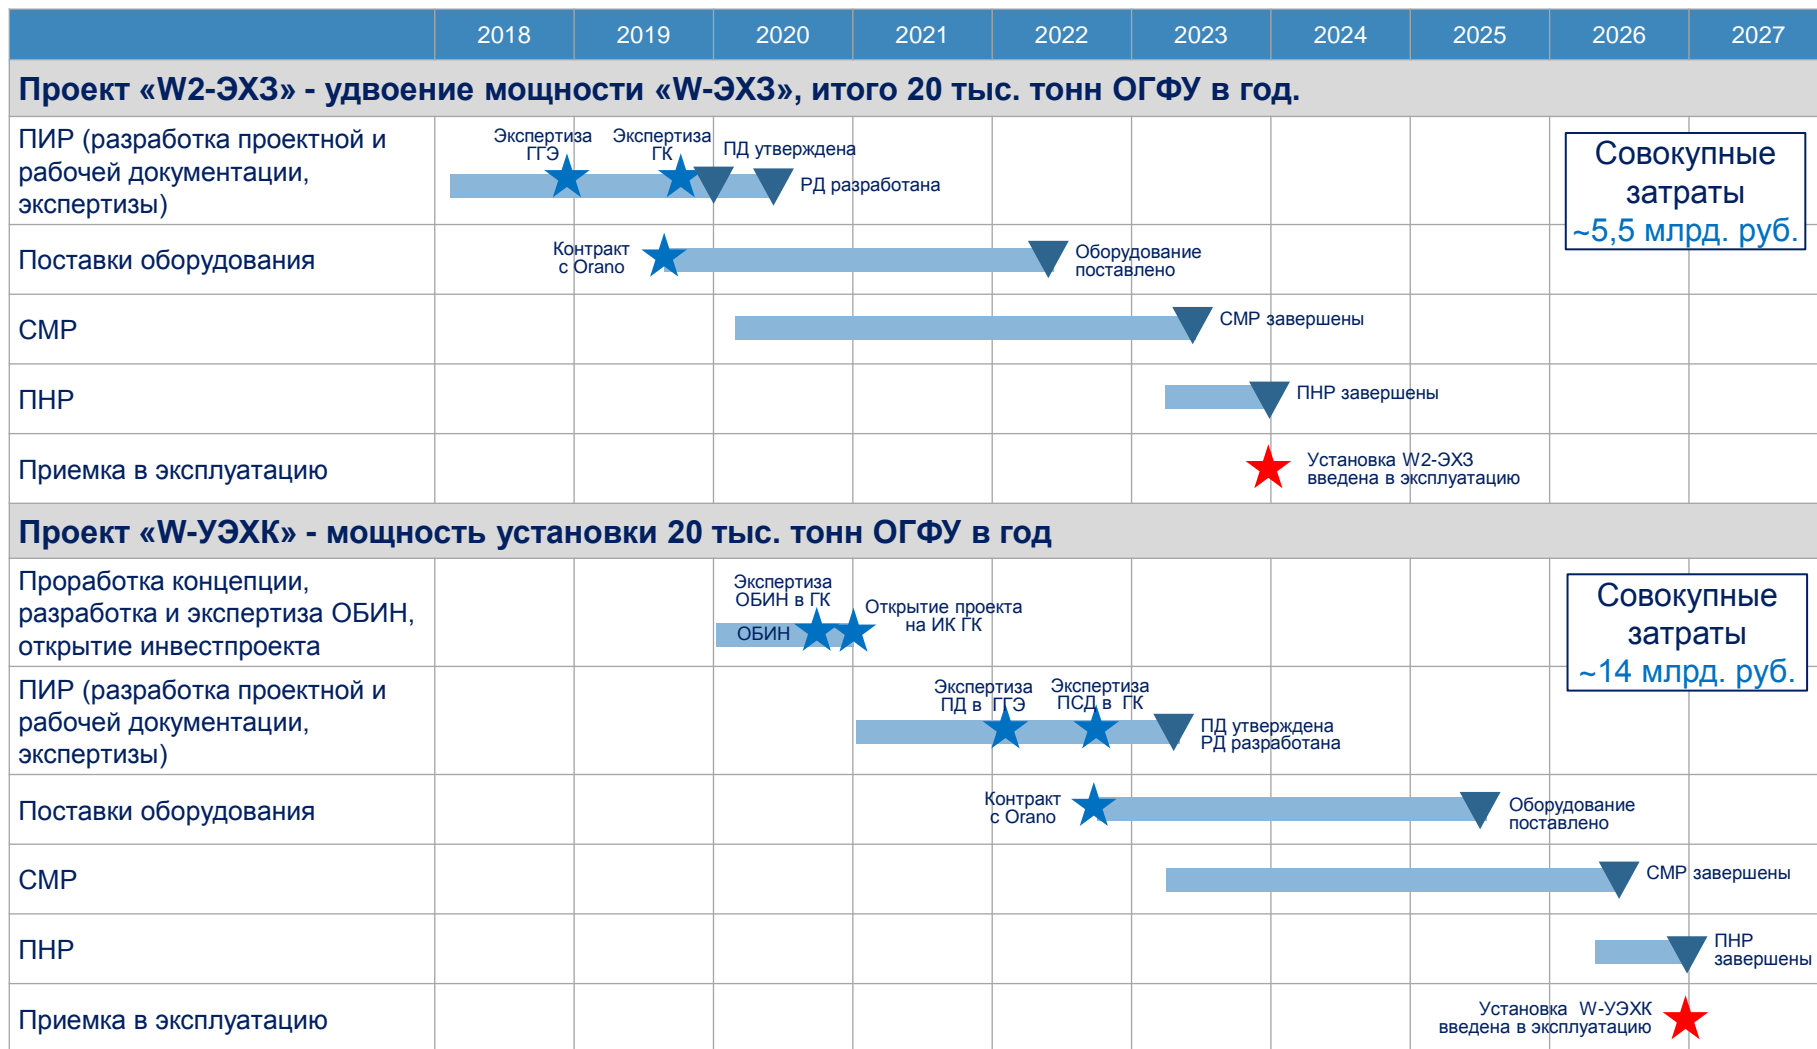 2018 2019 2020 2021 2022 2023 2024 2025 2026 2027
Проект «W2-ЭХЗ» - удвоение мощности «W-ЭХЗ», итого 20 тыс. тонн ОГФУ в год.
ПИР (разработка проектной и
рабочей документации,
экспертизы)
Экспертиза
ГГЭ
Экспертиза
ГК
ПД утверждена
РД разработана
Совокупные
затраты
~5,5 млрд. руб.
Поставки оборудования
Контракт
с Orano
Оборудование
поставлено
СМР
СМР завершены
ПНР
ПНР завершены
Приемка в эксплуатацию
Установка W2-ЭХЗ
введена в эксплуатацию
Проект «W-УЭХК» - мощность установки 20 тыс. тонн ОГФУ в год
Проработка концепции,
разработка и экспертиза ОБИН,
открытие инвестпроекта
Экспертиза
ОБИН в ГК
ОБИН
Открытие проекта
на ИК ГК
Совокупные
затраты
~14 млрд. руб.
ПИР (разработка проектной и
рабочей документации,
экспертизы)
Экспертиза
ПД в ГГЭ
Экспертиза
ПСД в ГК
ПД утверждена
РД разработана
Поставки оборудования
Контракт
с Orano
Оборудование
поставлено
СМР
СМР завершены
ПНР
ПНР
завершены
Приемка в эксплуатацию
Установка W-УЭХК
введена в эксплуатацию